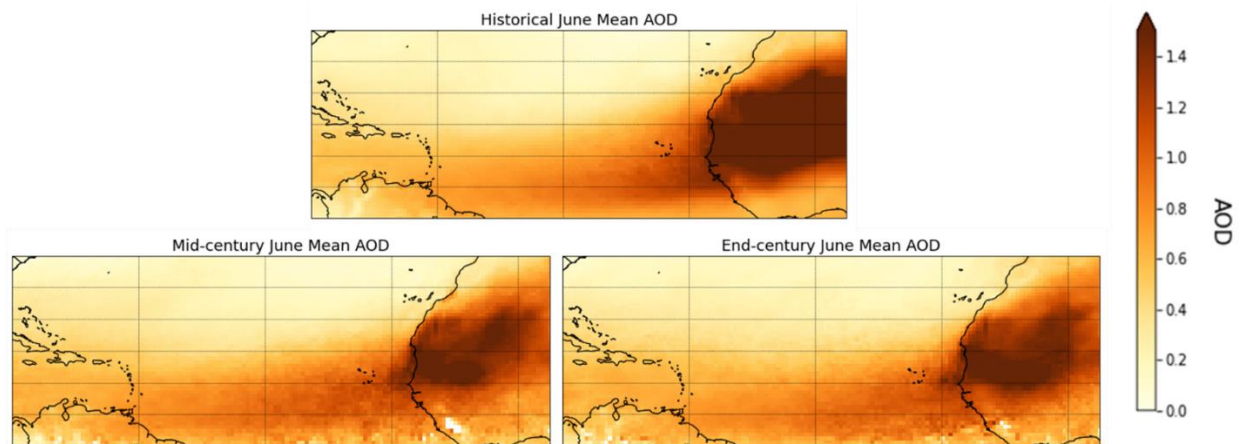 Historical June Mean AOD
1.4
1.2
1.0
0.8
0.6
0.4
0.2
0.0
AOD
Mid-century June Mean AOD
End-century June Mean AOD